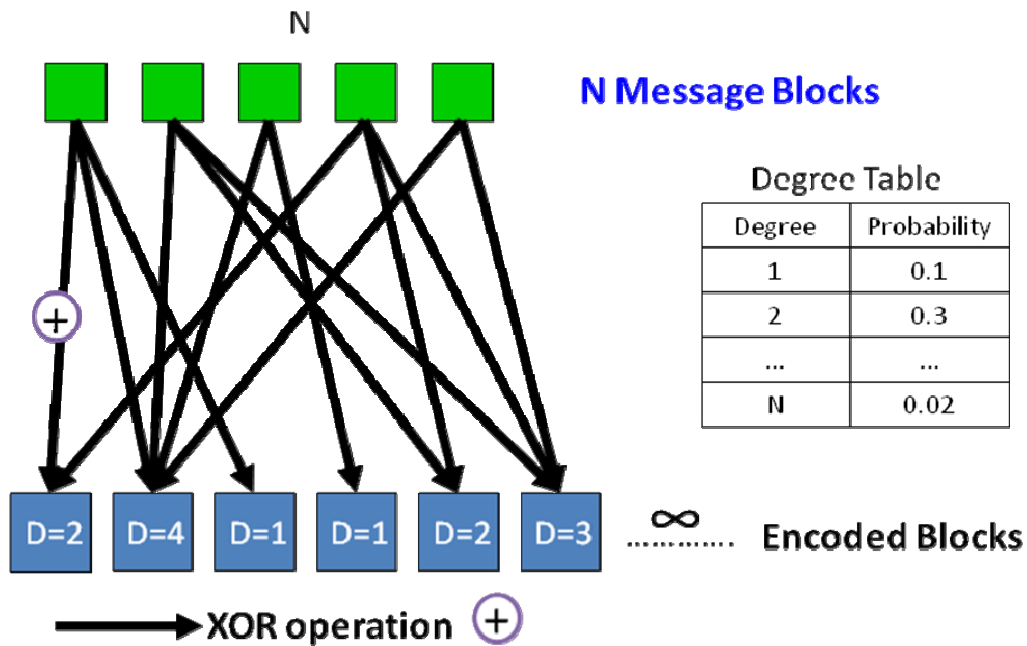 N
N Message Blocks
Degree Table
Degree Probability
1 0.1
2 0.3
... ...
N 0.02
+
D=2 D=4 D=1 D=1 D=2 D=3
∞
.............
Encoded Blocks
XOR operation +